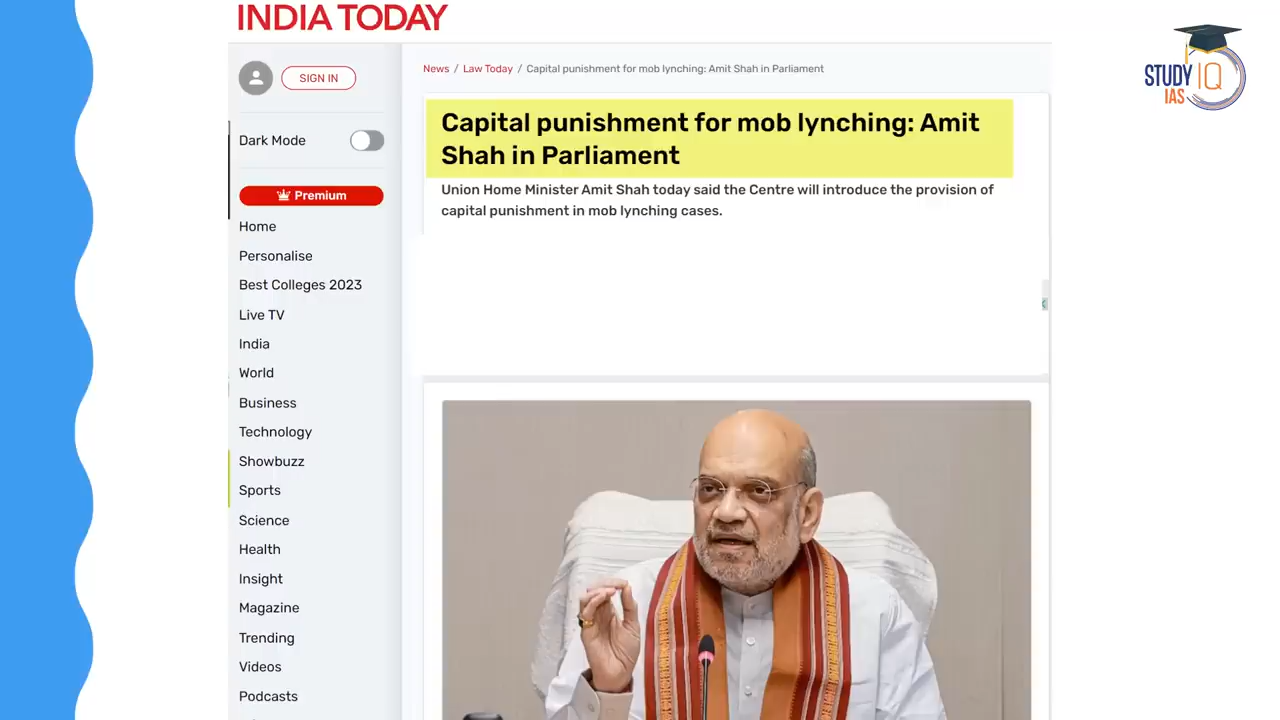 INDIA TODAY
SIGN IN
Dark Mode
Premium
Home
Personalise
Best Colleges 2023
Live TV
India
World
Business
Technology
Showbuzz
Sports
Science
Health
Insight
Magazine
Trending
Videos
Podcasts
News / Law Today / Capital punishment for mob lynching: Amit Shah in Parliament
Capital punishment for mob lynching: Amit
Shah in Parliament
Union Home Minister Amit Shah today said the Centre will introduce the provision of
capital punishment in mob lynching cases.
STUDY IQ
IAS